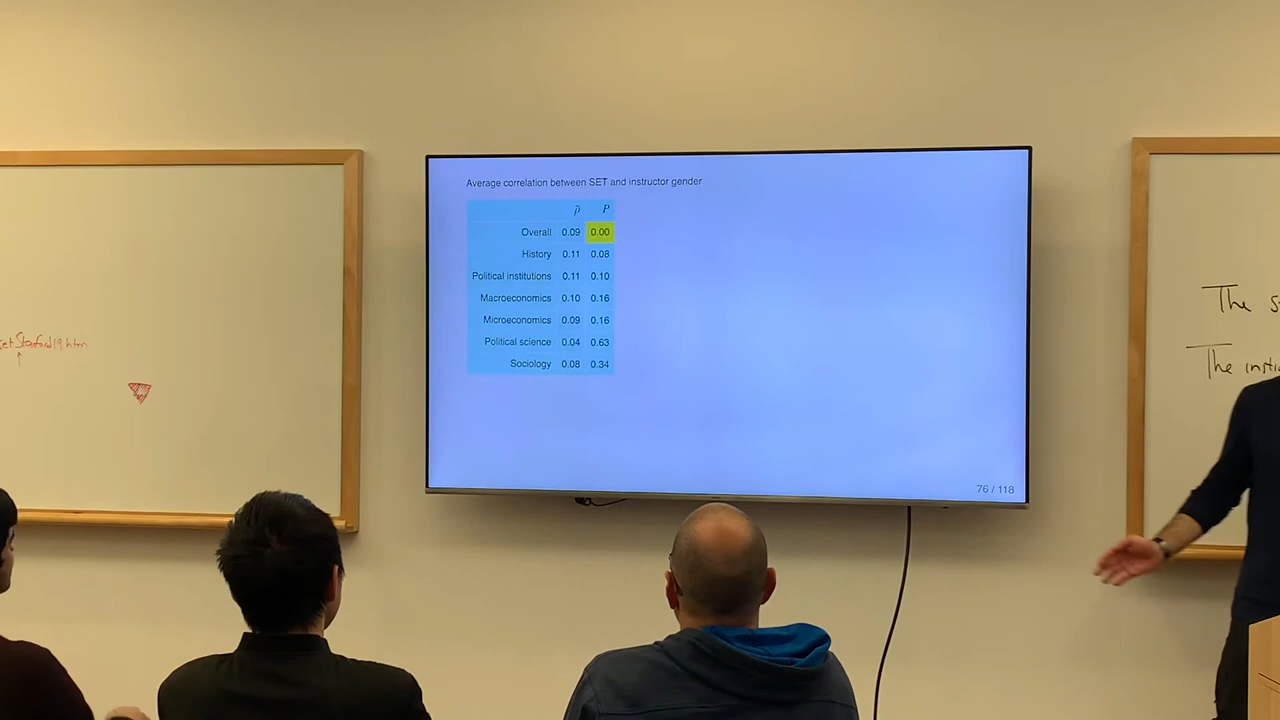 Average correlation between SET and instructor gender
ρ̄ P
Overall 0.09 0.00
History 0.11 0.08
Political institutions 0.11 0.10
Macroeconomics 0.10 0.16
Microeconomics 0.09 0.16
Political science 0.04 0.63
Sociology 0.08 0.34
76 / 118
The
The